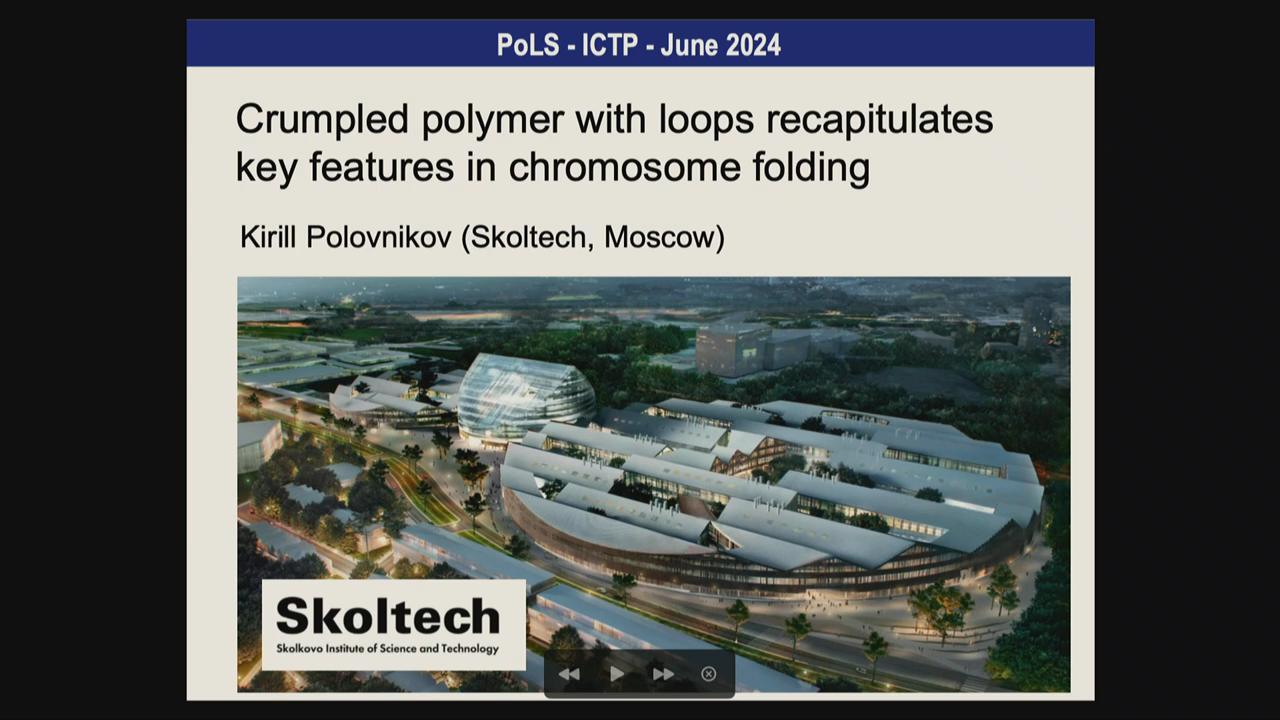 PoLS - ICTP - June 2024
Crumpled polymer with loops recapitulates
key features in chromosome folding
Kirill Polovnikov (Skoltech, Moscow)
Skoltech
Skolkovo Institute of Science and Technology